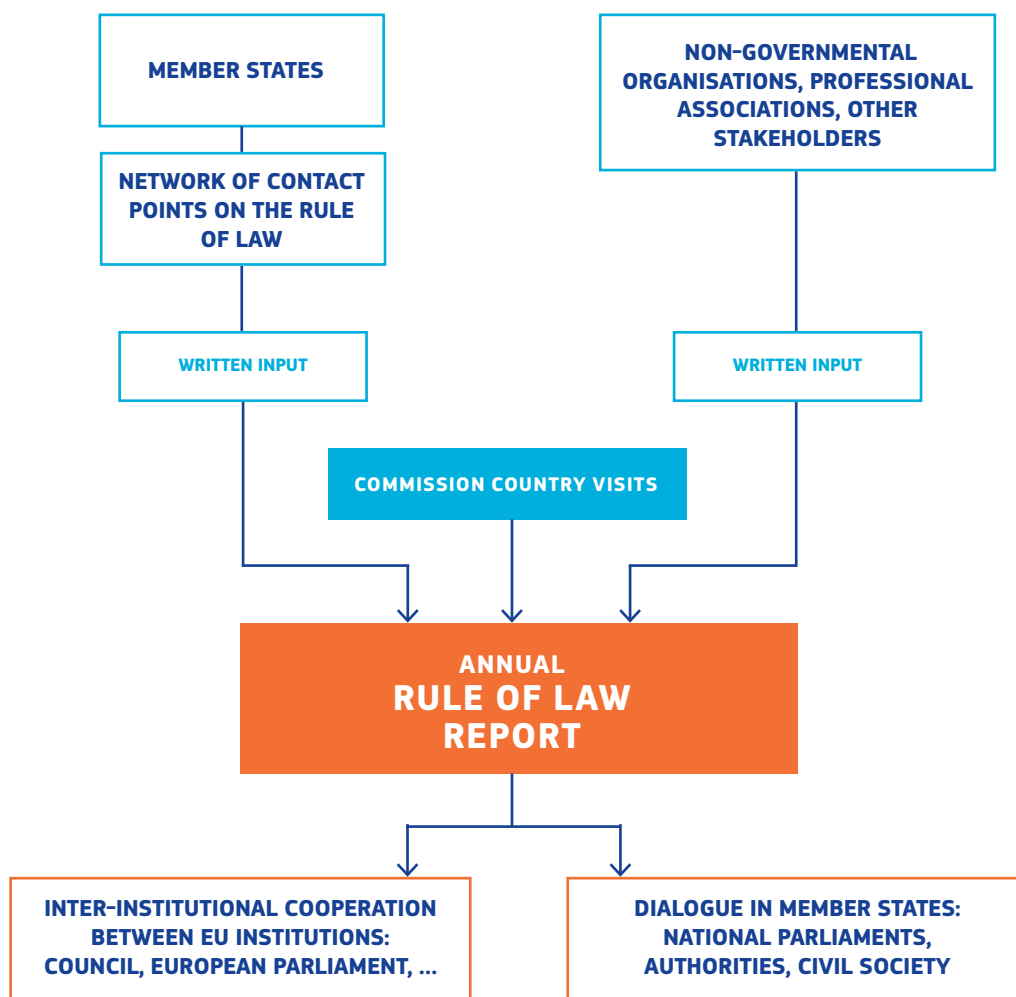 MEMBER STATES
NON-GOVERNMENTAL
ORGANISATIONS, PROFESSIONAL
ASSOCIATIONS, OTHER
STAKEHOLDERS
NETWORK OF CONTACT
POINTS ON THE RULE
OF LAW
WRITTEN INPUT
WRITTEN INPUT
COMMISSION COUNTRY VISITS
ANNUAL
RULE OF LAW
REPORT
INTER-INSTITUTIONAL COOPERATION
BETWEEN EU INSTITUTIONS:
COUNCIL, EUROPEAN PARLIAMENT, ...
DIALOGUE IN MEMBER STATES:
NATIONAL PARLIAMENTS,
AUTHORITIES, CIVIL SOCIETY